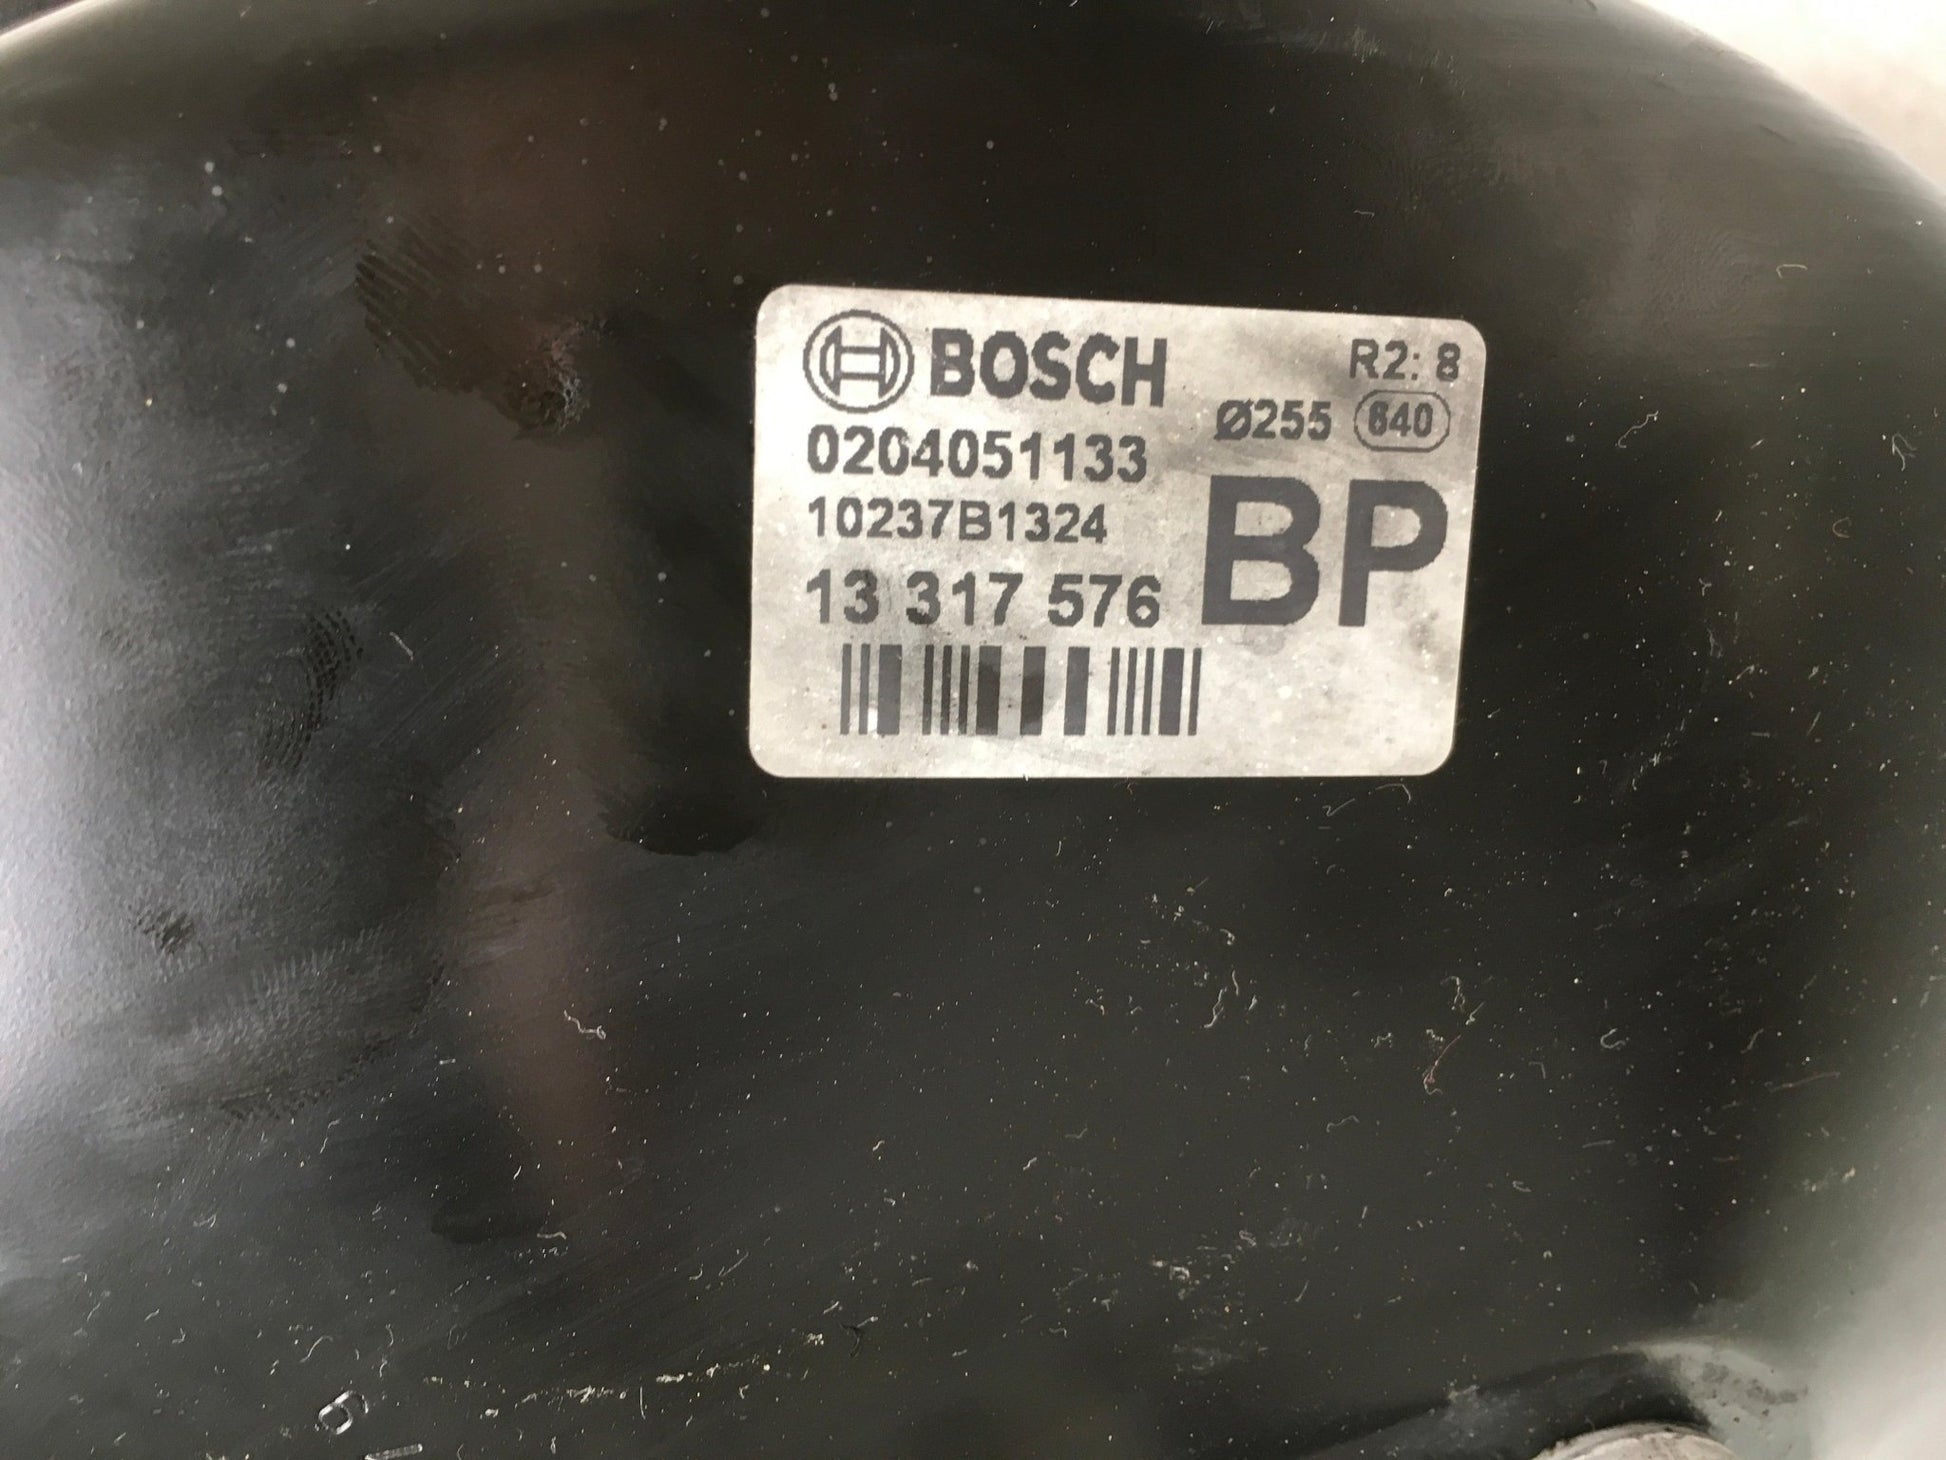 BOSCH
R2: 8
Ø255 640
0204051133
10237B1324
BP
13 317 576